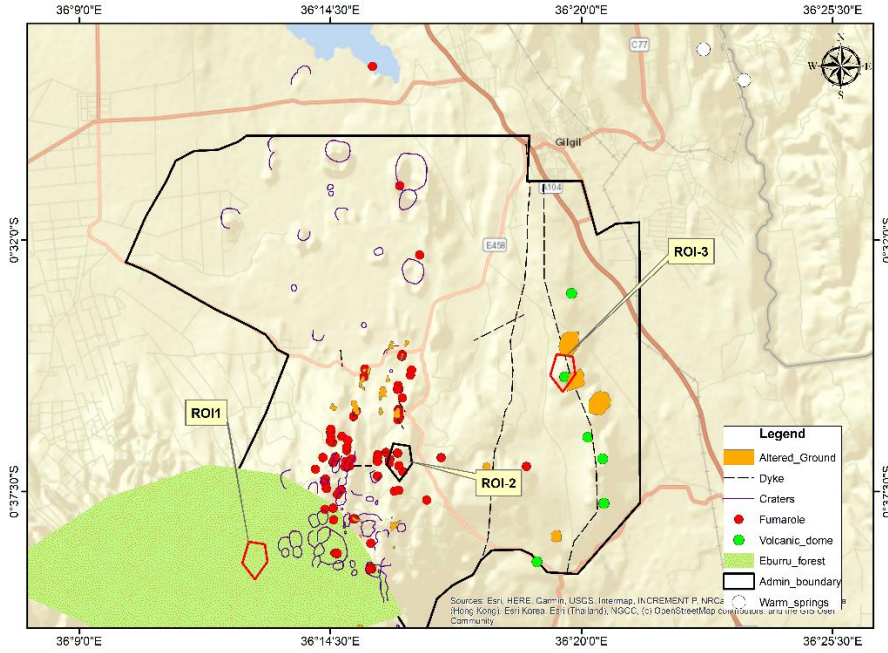 36°9'0"E
36°14'30"E
36°20'0"E
36°25'30"E
C77
N
W E
S
Gilgil
A104
0°32'0"S
0°32'0"S
E458
ROI-3
ROI1
ROI-2
0°37'30"S
0°37'30"S
Legend
Altered_Ground
Dyke
Craters
Fumarole
Volcanic_dome
Eburru_forest
Admin_boundary
Warm_springs
Sources: Esri, HERE, Garmin, USGS, Intermap, INCREMENT P, NRCa
(Hong Kong), Esri Korea, Esri (Thailand), NGCC, (c) OpenStreetMap contributors, and the GIS User
Community
36°9'0"E
36°14'30"E
36°20'0"E
36°25'30"E